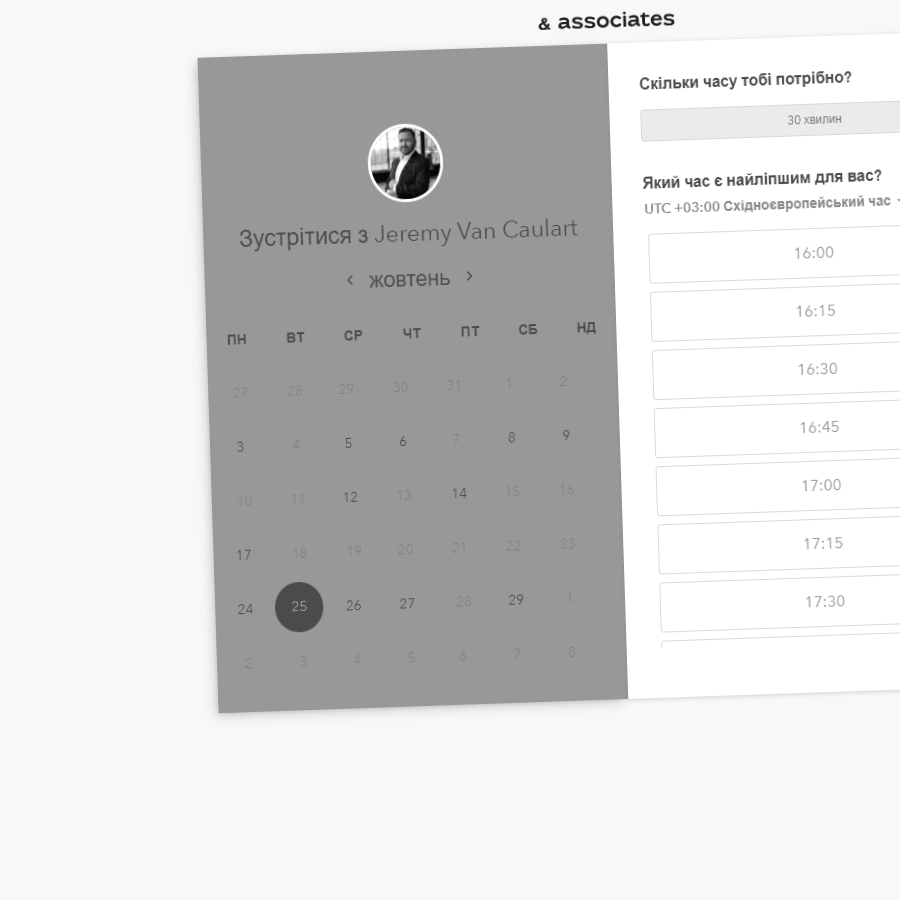 & associates
Зустрітися з Jeremy Van Caulart
‹ жовтень ›
ПН ВТ СР ЧТ ПТ СБ НД
27 28 29 30 31 1 2
3 4 5 6 7 8 9
10 11 12 13 14 15 16
17 18 19 20 21 22 23
24 25 26 27 28 29 1
2 3 4 5 6 7 8
Скільки часу тобі потрібно?
30 хвилин
Який час є найліпшим для вас?
UTC +03:00 Східноєвропейський час
16:00
16:15
16:30
16:45
17:00
17:15
17:30